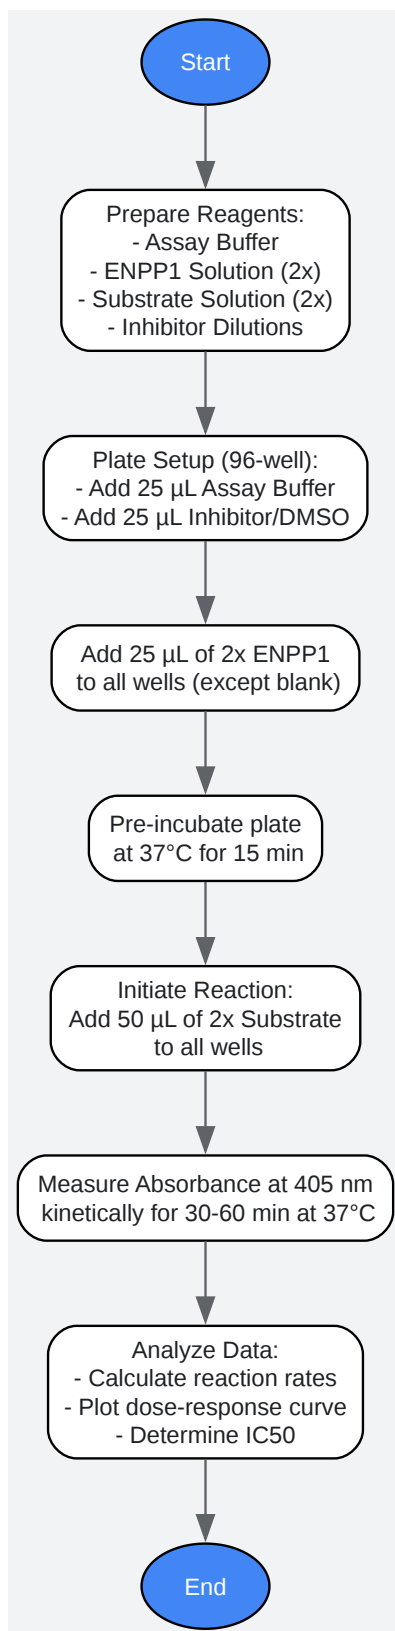 Start
Prepare Reagents:
- Assay Buffer
- ENPP1 Solution (2x)
- Substrate Solution (2x)
- Inhibitor Dilutions
Plate Setup (96-well):
- Add 25 µL Assay Buffer
- Add 25 µL Inhibitor/DMSO
Add 25 µL of 2x ENPP1
to all wells (except blank)
Pre-incubate plate
at 37°C for 15 min
Initiate Reaction:
Add 50 µL of 2x Substrate
to all wells
Measure Absorbance at 405 nm
kinetically for 30-60 min at 37°C
Analyze Data:
- Calculate reaction rates
- Plot dose-response curve
- Determine IC50
End